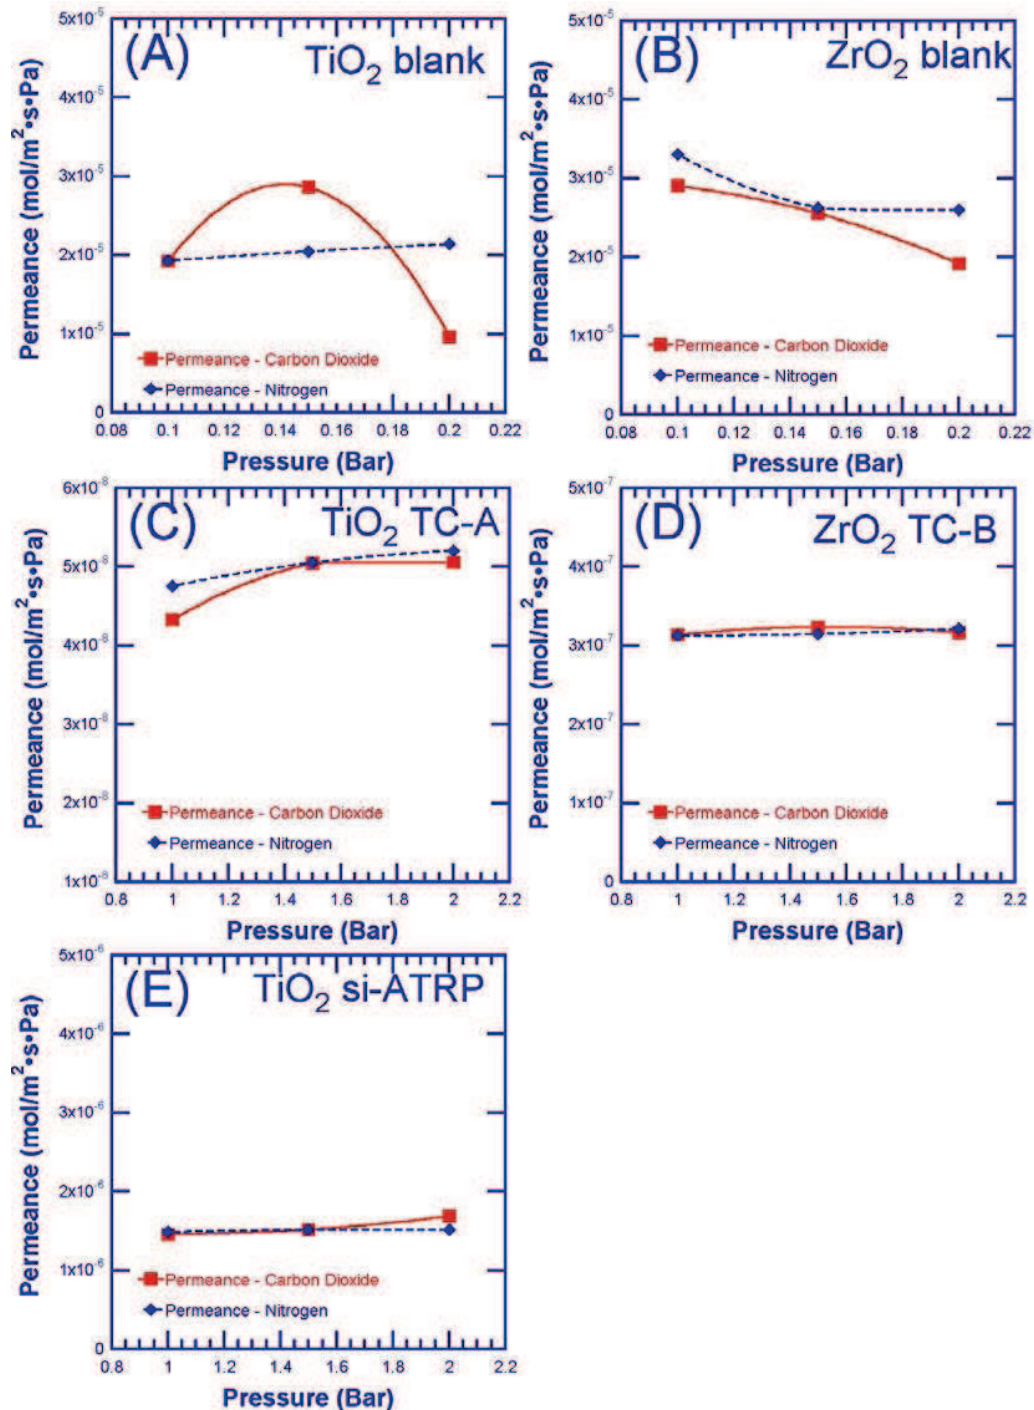 (A) TiO₂ blank
Permeance (mol/m²•s•Pa)
5x10⁻⁵
4x10⁻⁵
3x10⁻⁵
2x10⁻⁵
1x10⁻⁵
0
Permeance - Carbon Dioxide
Permeance - Nitrogen
0.08 0.1 0.12 0.14 0.16 0.18 0.2 0.22
Pressure (Bar)
(B) ZrO₂ blank
Permeance (mol/m²•s•Pa)
5x10⁻⁵
4x10⁻⁵
3x10⁻⁵
2x10⁻⁵
1x10⁻⁵
0
Permeance - Carbon Dioxide
Permeance - Nitrogen
0.08 0.1 0.12 0.14 0.16 0.18 0.2 0.22
Pressure (Bar)
(C) TiO₂ TC-A
Permeance (mol/m²•s•Pa)
6x10⁻⁸
5x10⁻⁸
4x10⁻⁸
3x10⁻⁸
2x10⁻⁸
1x10⁻⁸
Permeance - Carbon Dioxide
Permeance - Nitrogen
0.8 1 1.2 1.4 1.6 1.8 2 2.2
Pressure (Bar)
(D) ZrO₂ TC-B
Permeance (mol/m²•s•Pa)
5x10⁻⁷
4x10⁻⁷
3x10⁻⁷
2x10⁻⁷
1x10⁻⁷
0
Permeance - Carbon Dioxide
Permeance - Nitrogen
0.8 1 1.2 1.4 1.6 1.8 2 2.2
Pressure (Bar)
(E) TiO₂ si-ATRP
Permeance (mol/m²•s•Pa)
5x10⁻⁶
4x10⁻⁶
3x10⁻⁶
2x10⁻⁶
1x10⁻⁶
0
Permeance - Carbon Dioxide
Permeance - Nitrogen
0.8 1 1.2 1.4 1.6 1.8 2 2.2
Pressure (Bar)